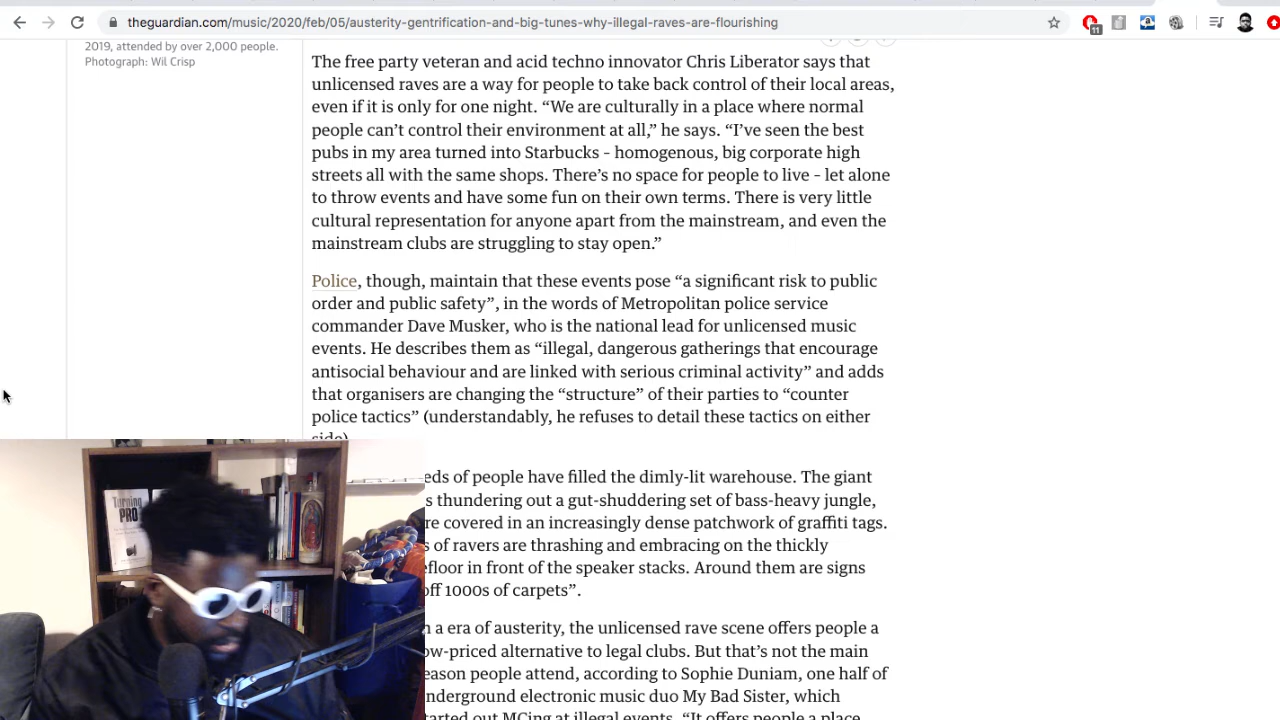 theguardian.com/music/2020/feb/05/austerity-gentrification-and-big-tunes-why-illegal-raves-are-flourishing
11
2019, attended by over 2,000 people.
Photograph: Wil Crisp
The free party veteran and acid techno innovator Chris Liberator says that
unlicensed raves are a way for people to take back control of their local areas,
even if it is only for one night. “We are culturally in a place where normal
people can’t control their environment at all,” he says. “I’ve seen the best
pubs in my area turned into Starbucks – homogenous, big corporate high
streets all with the same shops. There’s no space for people to live – let alone
to throw events and have some fun on their own terms. There is very little
cultural representation for anyone apart from the mainstream, and even the
mainstream clubs are struggling to stay open.”
Police, though, maintain that these events pose “a significant risk to public
order and public safety”, in the words of Metropolitan police service
commander Dave Musker, who is the national lead for unlicensed music
events. He describes them as “illegal, dangerous gatherings that encourage
antisocial behaviour and are linked with serious criminal activity” and adds
that organisers are changing the “structure” of their parties to “counter
police tactics” (understandably, he refuses to detail these tactics on either
side)
eds of people have filled the dimly-lit warehouse. The giant
s thundering out a gut-shuddering set of bass-heavy jungle,
re covered in an increasingly dense patchwork of graffiti tags.
s of ravers are thrashing and embracing on the thickly
efloor in front of the speaker stacks. Around them are signs
off 1000s of carpets”.
n a era of austerity, the unlicensed rave scene offers people a
ow-priced alternative to legal clubs. But that’s not the main
eason people attend, according to Sophie Duniam, one half of
nderground electronic music duo My Bad Sister, which
tarted out MCing at illegal events. “It offers people a place
Turning
PRO